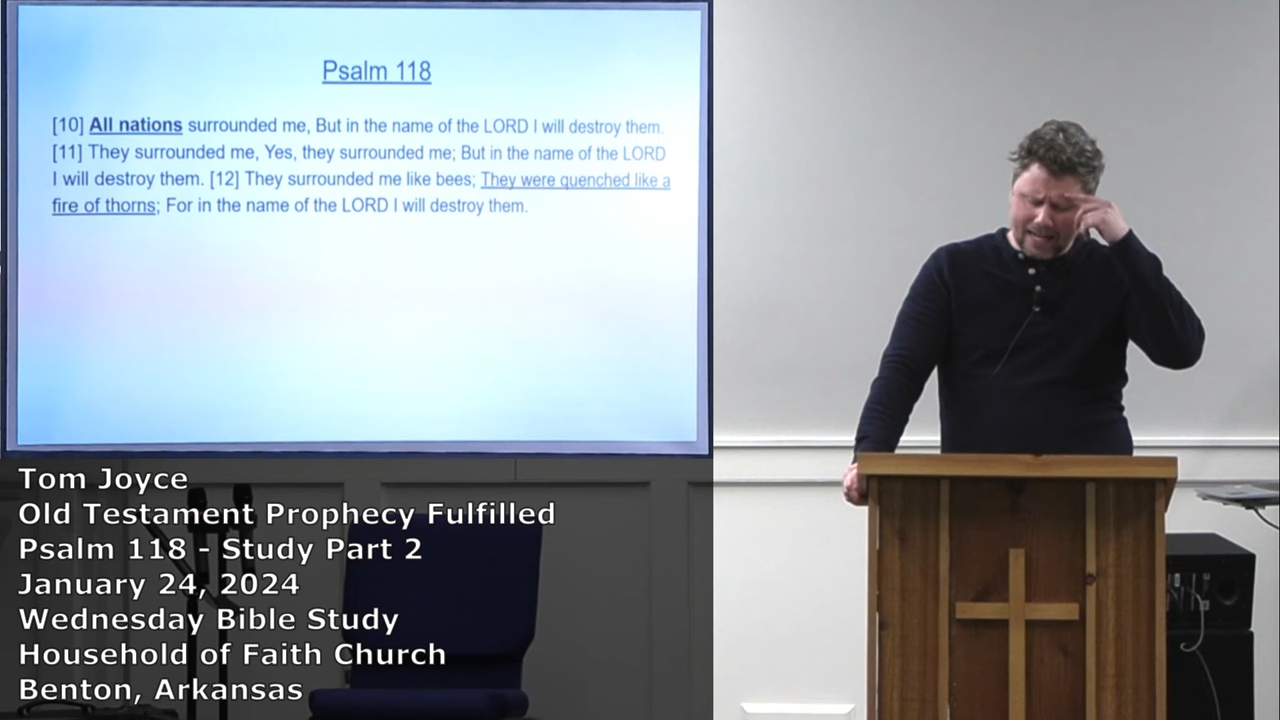 Psalm 118
[10] All nations surrounded me, But in the name of the LORD I will destroy them.
[11] They surrounded me, Yes, they surrounded me; But in the name of the LORD
I will destroy them. [12] They surrounded me like bees; They were quenched like a
fire of thorns; For in the name of the LORD I will destroy them.
Tom Joyce
Old Testament Prophecy Fulfilled
Psalm 118 - Study Part 2
January 24, 2024
Wednesday Bible Study
Household of Faith Church
Benton, Arkansas